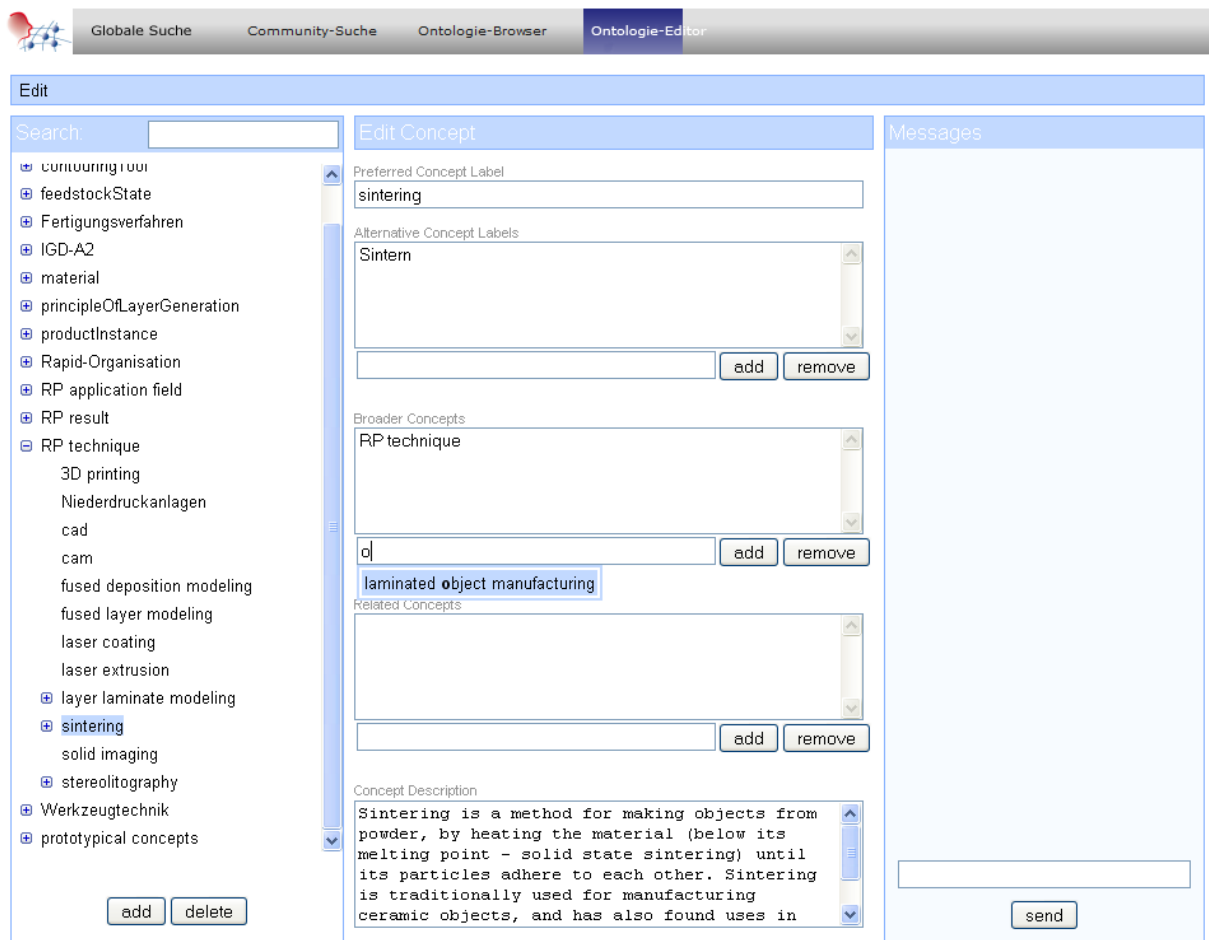 Globale Suche
Community-Suche
Ontologie-Browser
Ontologie-Editor
Edit
Search:
contouringTool
feedstockState
Fertigungsverfahren
IGD-A2
material
principleOfLayerGeneration
productInstance
Rapid-Organisation
RP application field
RP result
RP technique
3D printing
Niederdruckanlagen
cad
cam
fused deposition modeling
fused layer modeling
laser coating
laser extrusion
layer laminate modeling
sintering
solid imaging
stereolitography
Werkzeugtechnik
prototypical concepts
add delete
Edit Concept
Preferred Concept Label
sintering
Alternative Concept Labels
Sintern
add remove
Broader Concepts
RP technique
o
add remove
laminated object manufacturing
Related Concepts
add remove
Concept Description
Sintering is a method for making objects from
powder, by heating the material (below its
melting point - solid state sintering) until
its particles adhere to each other. Sintering
is traditionally used for manufacturing
ceramic objects, and has also found uses in
Messages
send